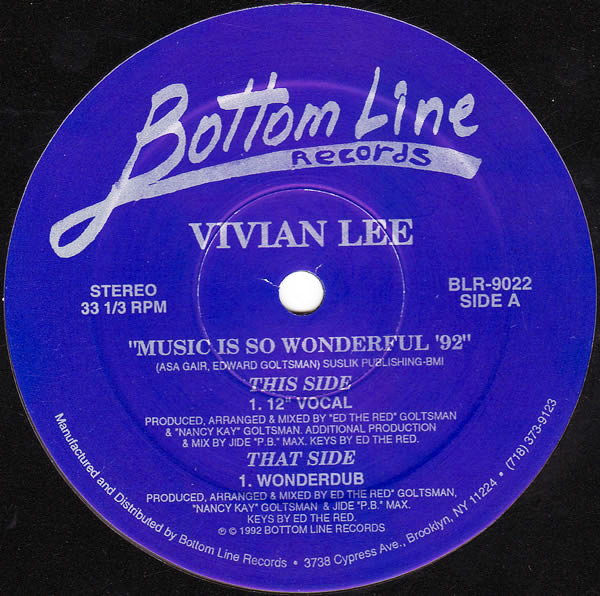 Bottom Line
Records
VIVIAN LEE
STEREO
33 1/3 RPM
BLR-9022
SIDE A
"MUSIC IS SO WONDERFUL '92"
(ASA GAIR, EDWARD GOLTSMAN) SUSLIK PUBLISHING-BMI
THIS SIDE
1. 12" VOCAL
PRODUCED, ARRANGED & MIXED BY "ED THE RED" GOLTSMAN
& "NANCY KAY" GOLTSMAN. ADDITIONAL PRODUCTION
& MIX BY JIDE "P.B." MAX. KEYS BY ED THE RED.
THAT SIDE
1. WONDERDUB
PRODUCED, ARRANGED & MIXED BY ED THE RED" GOLTSMAN,
"NANCY KAY" GOLTSMAN & JIDE "P.B." MAX.
KEYS BY ED THE RED.
℗ © 1992 BOTTOM LINE RECORDS
Manufactured and Distributed by Bottom Line Records • 3738 Cypress Ave., Brooklyn, NY 11224 • (718) 373-9123